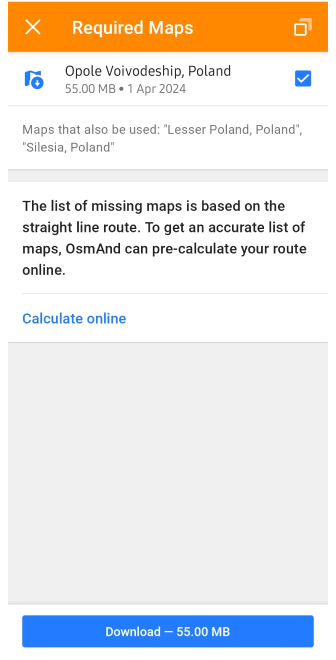 Required Maps
Opole Voivodeship, Poland
55.00 MB • 1 Apr 2024
Maps that also be used: "Lesser Poland, Poland",
"Silesia, Poland"
The list of missing maps is based on the
straight line route. To get an accurate list of
maps, OsmAnd can pre-calculate your route
online.
Calculate online
Download — 55.00 MB